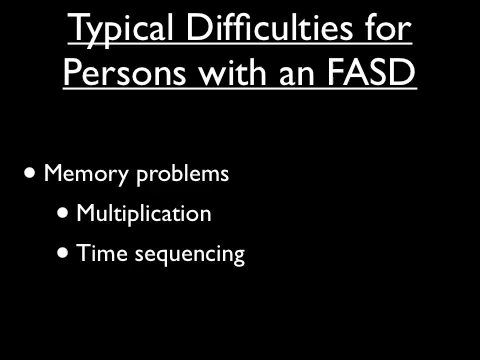 Typical Difficulties for
Persons with an FASD
• Memory problems
• Multiplication
• Time sequencing